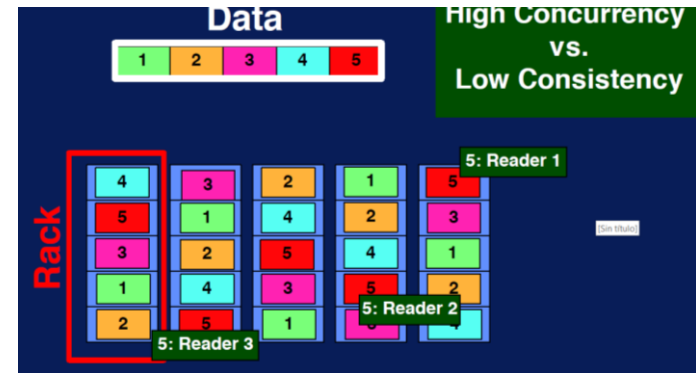 Data
High Concurrency
vs.
Low Consistency
1 2 3 4 5
5: Reader 1
Rack
4 3 2 1 5
5 1 4 2 3
[Sin título]
3 2 5 4 1
1 4 3 5 2
5: Reader 2
2 5 1 4
5: Reader 3